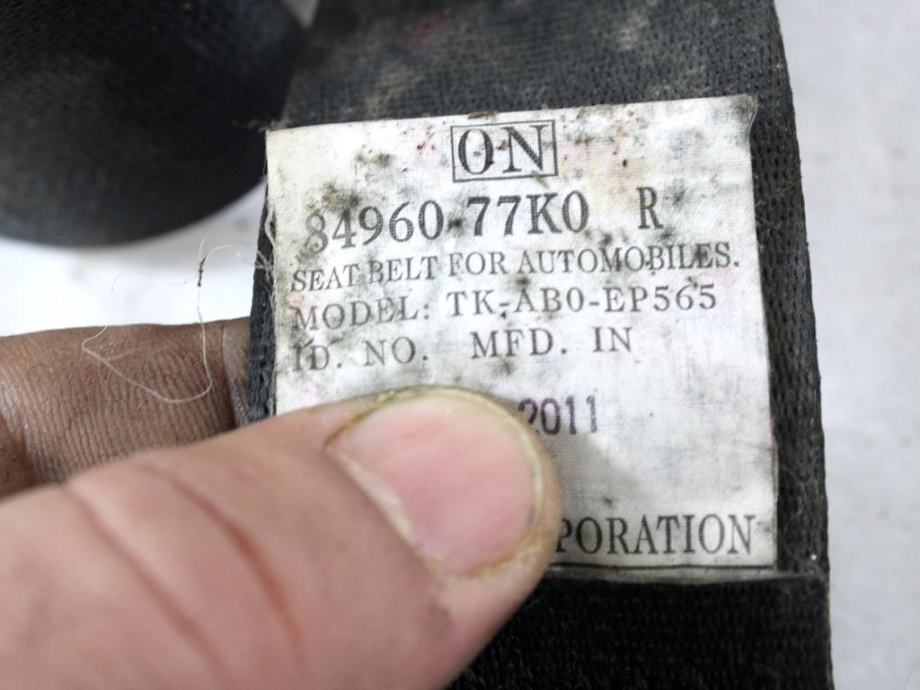 ON
84960-77K0 R
SEAT BELT FOR AUTOMOBILES.
MODEL: TK-AB0-EP565
ID. NO. MFD. IN
2011
PORATION